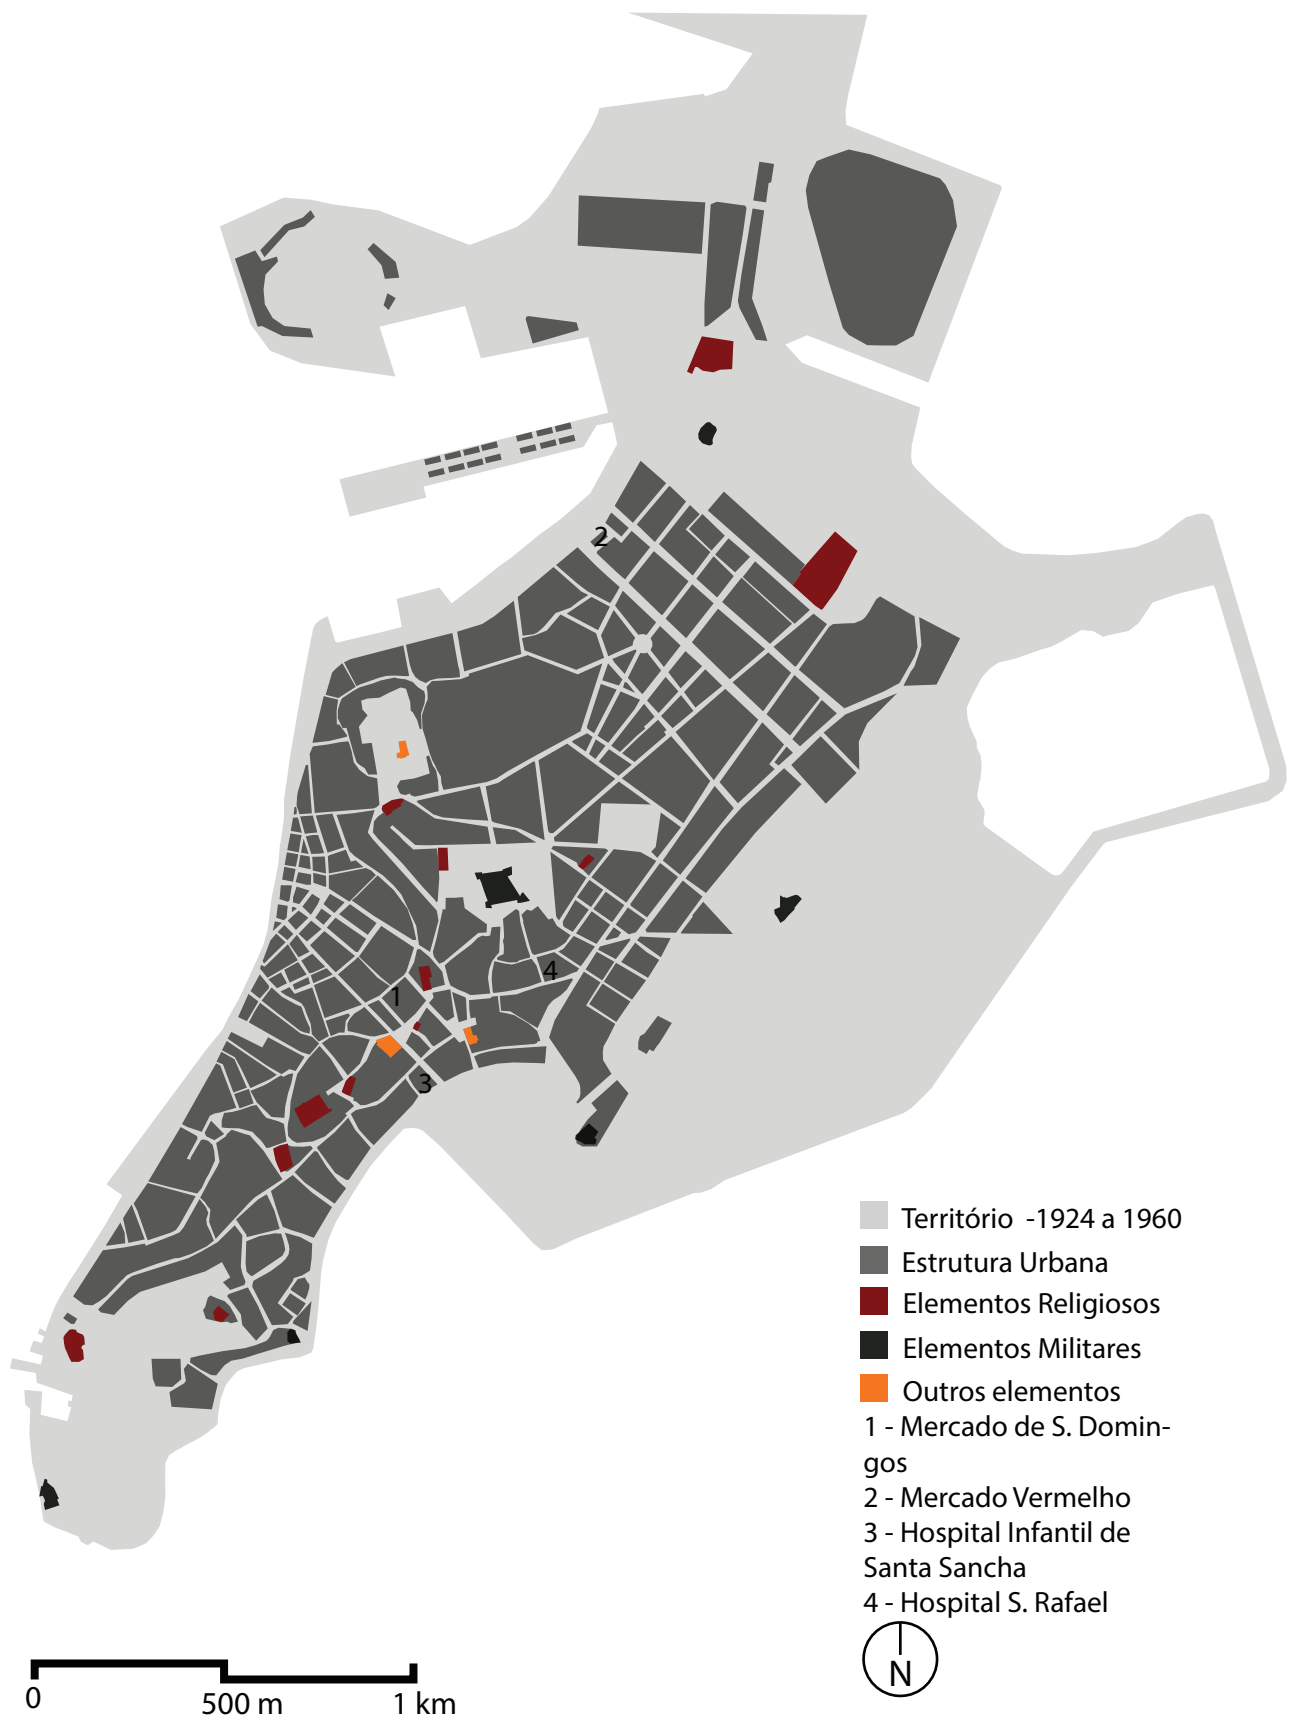 2
4
1
3
Território -1924 a 1960
Estrutura Urbana
Elementos Religiosos
Elementos Militares
Outros elementos
1 - Mercado de S. Domin-
gos
2 - Mercado Vermelho
3 - Hospital Infantil de
Santa Sancha
4 - Hospital S. Rafael
N
0 500 m 1 km